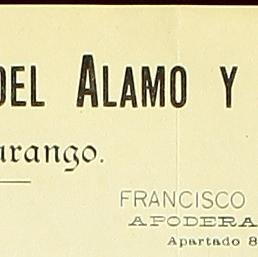 DEL ALAMO Y
urango.
FRANCISCO
APODERA
Apartado 8